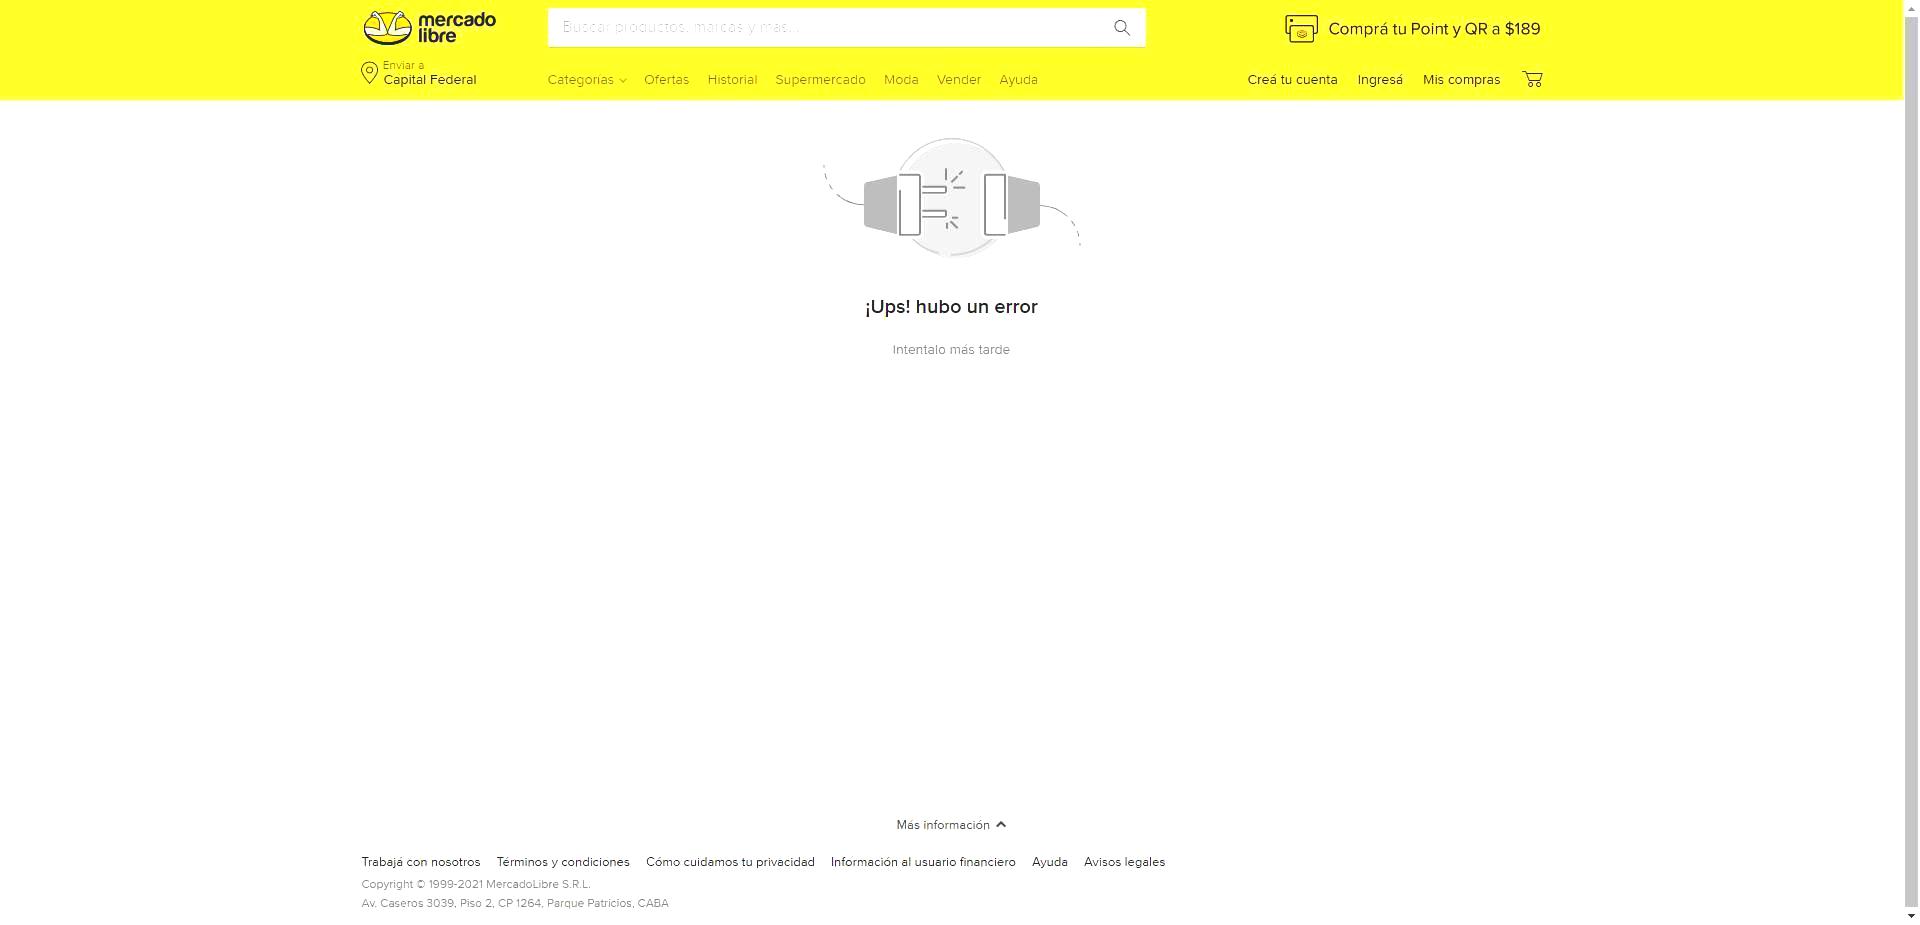 mercado
libre
Buscar productos, marcas y más...
Comprá tu Point y QR a $189
Enviar a
Capital Federal
Categorías Ofertas Historial Supermercado Moda Vender Ayuda
Creá tu cuenta Ingresá Mis compras
¡Ups! hubo un error
Intentalo más tarde
Más información
Trabajá con nosotros Términos y condiciones Cómo cuidamos tu privacidad Información al usuario financiero Ayuda Avisos legales
Copyright © 1999-2021 MercadoLibre S.R.L.
Av. Caseros 3039, Piso 2, CP 1264, Parque Patricios, CABA